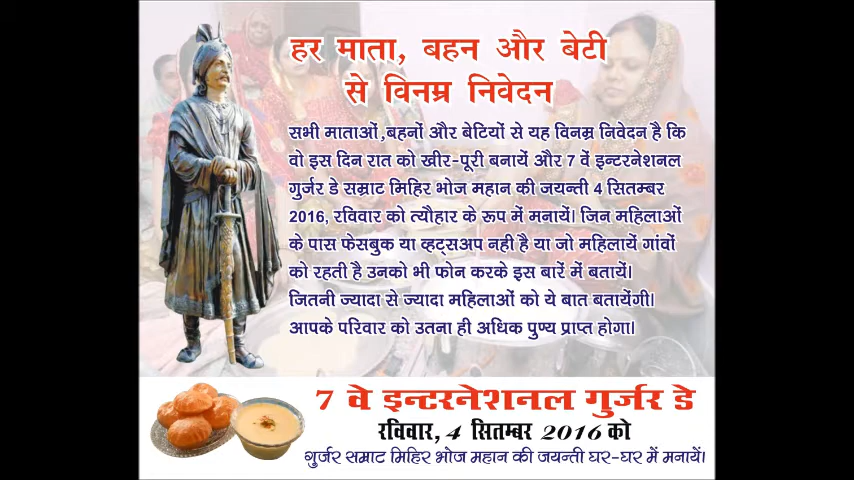 हर माता, बहन और बेटी
से विनम्र निवेदन
सभी माताओं,बहनों और बेटियों से यह विनम्र निवेदन है कि
वो इस दिन रात को खीर-पूरी बनायें और 7 वें इन्टरनेशनल
गुर्जर डे सम्राट मिहिर भोज महान की जयन्ती 4 सितम्बर
2016, रविवार को त्यौहार के रूप में मनायें। जिन महिलाओं
के पास फेसबुक या व्हट्सअप नही है या जो महिलायें गांवों
को रहती है उनको भी फोन करके इस बारें में बतायें।
जितनी ज्यादा से ज्यादा महिलाओं को ये बात बतायेंगी।
आपके परिवार को उतना ही अधिक पुण्य प्राप्त होगा।
7 वे इन्टरनेशनल गुर्जर डे
रविवार, 4 सितम्बर 2016 को
गुर्जर सम्राट मिहिर भोज महान की जयन्ती घर-घर में मनायें।